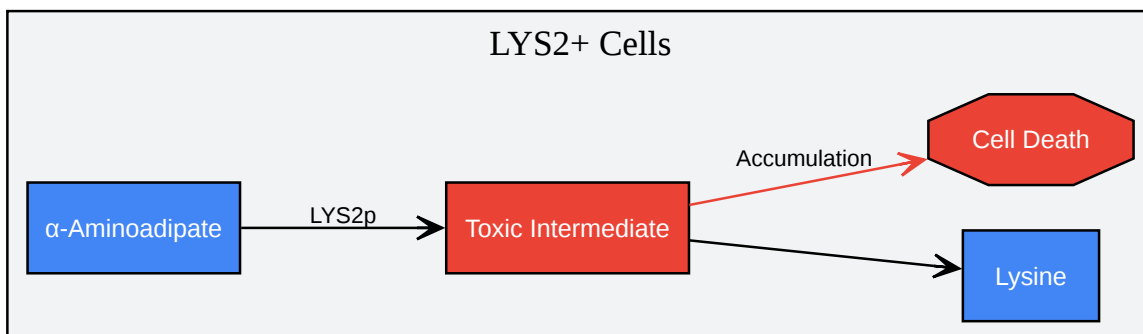 LYS2+ Cells
Cell Death
Accumulation
α-Aminoadipate
LYS2p
Toxic Intermediate
Lysine